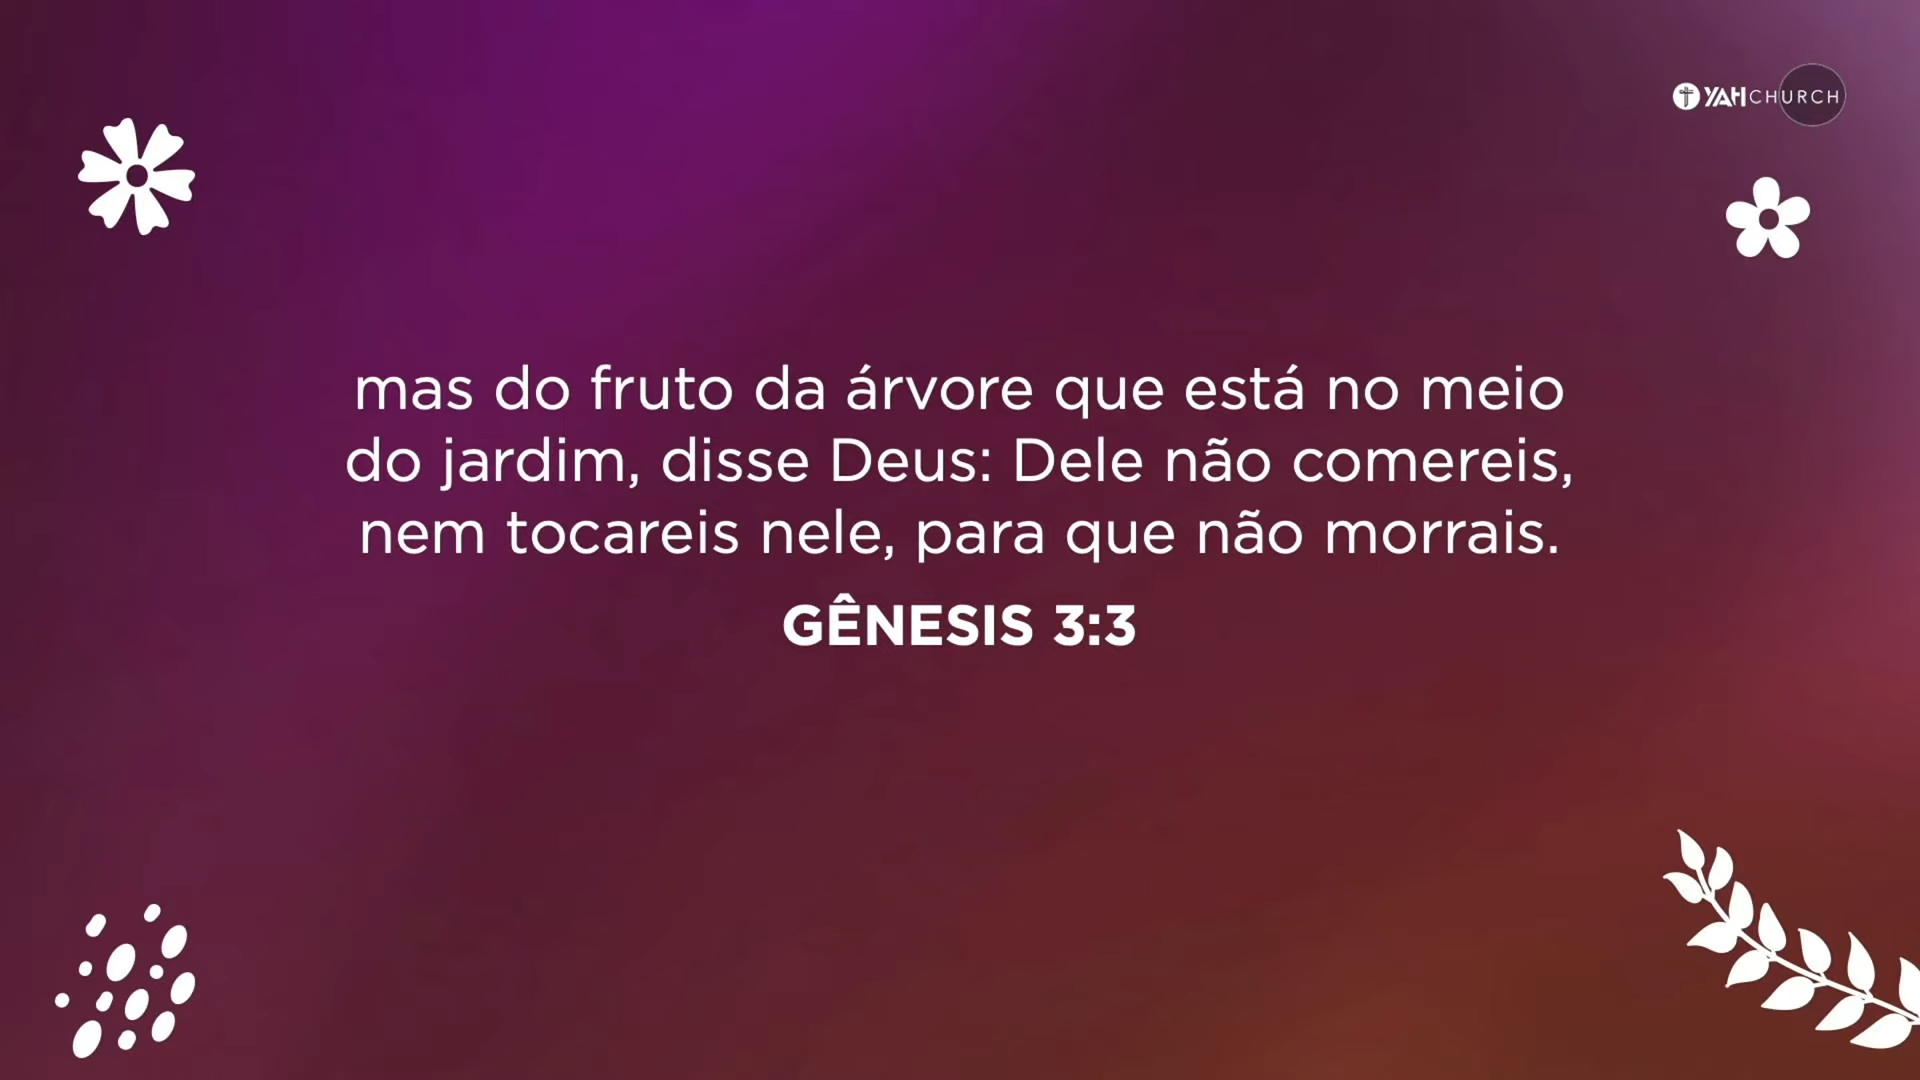 YAHCHURCH
mas do fruto da árvore que está no meio
do jardim, disse Deus: Dele não comereis,
nem tocareis nele, para que não morrais.
GÊNESIS 3:3